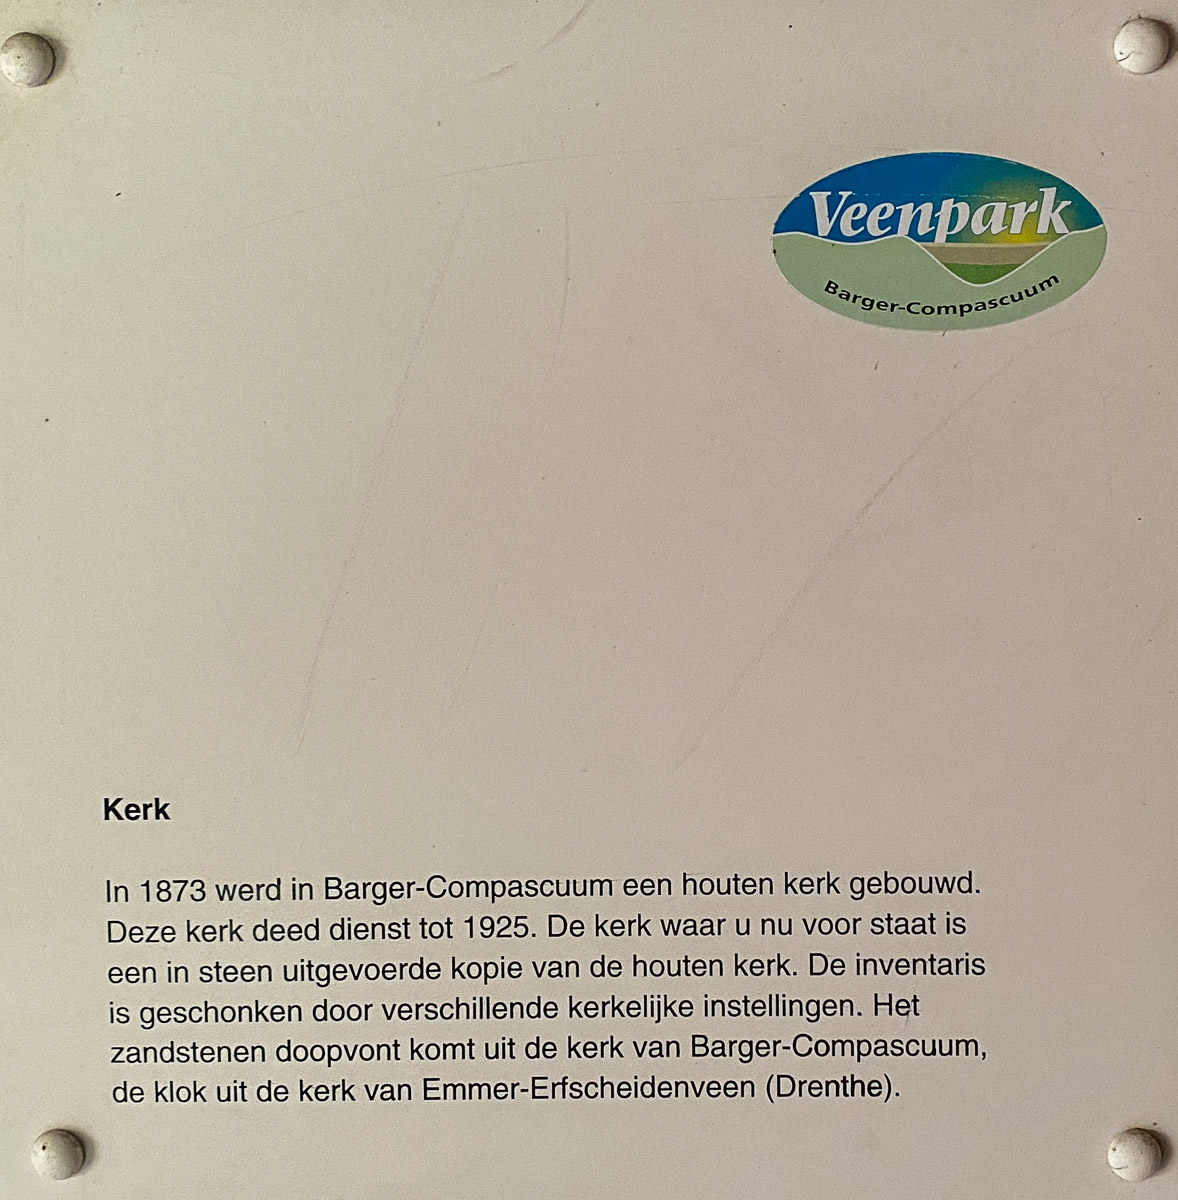 Veenpark
Barger-Compascuum
Kerk
In 1873 werd in Barger-Compascuum een houten kerk gebouwd.
Deze kerk deed dienst tot 1925. De kerk waar u nu voor staat is
een in steen uitgevoerde kopie van de houten kerk. De inventaris
is geschonken door verschillende kerkelijke instellingen. Het
zandstenen doopvont komt uit de kerk van Barger-Compascuum,
de klok uit de kerk van Emmer-Erfscheidenveen (Drenthe).